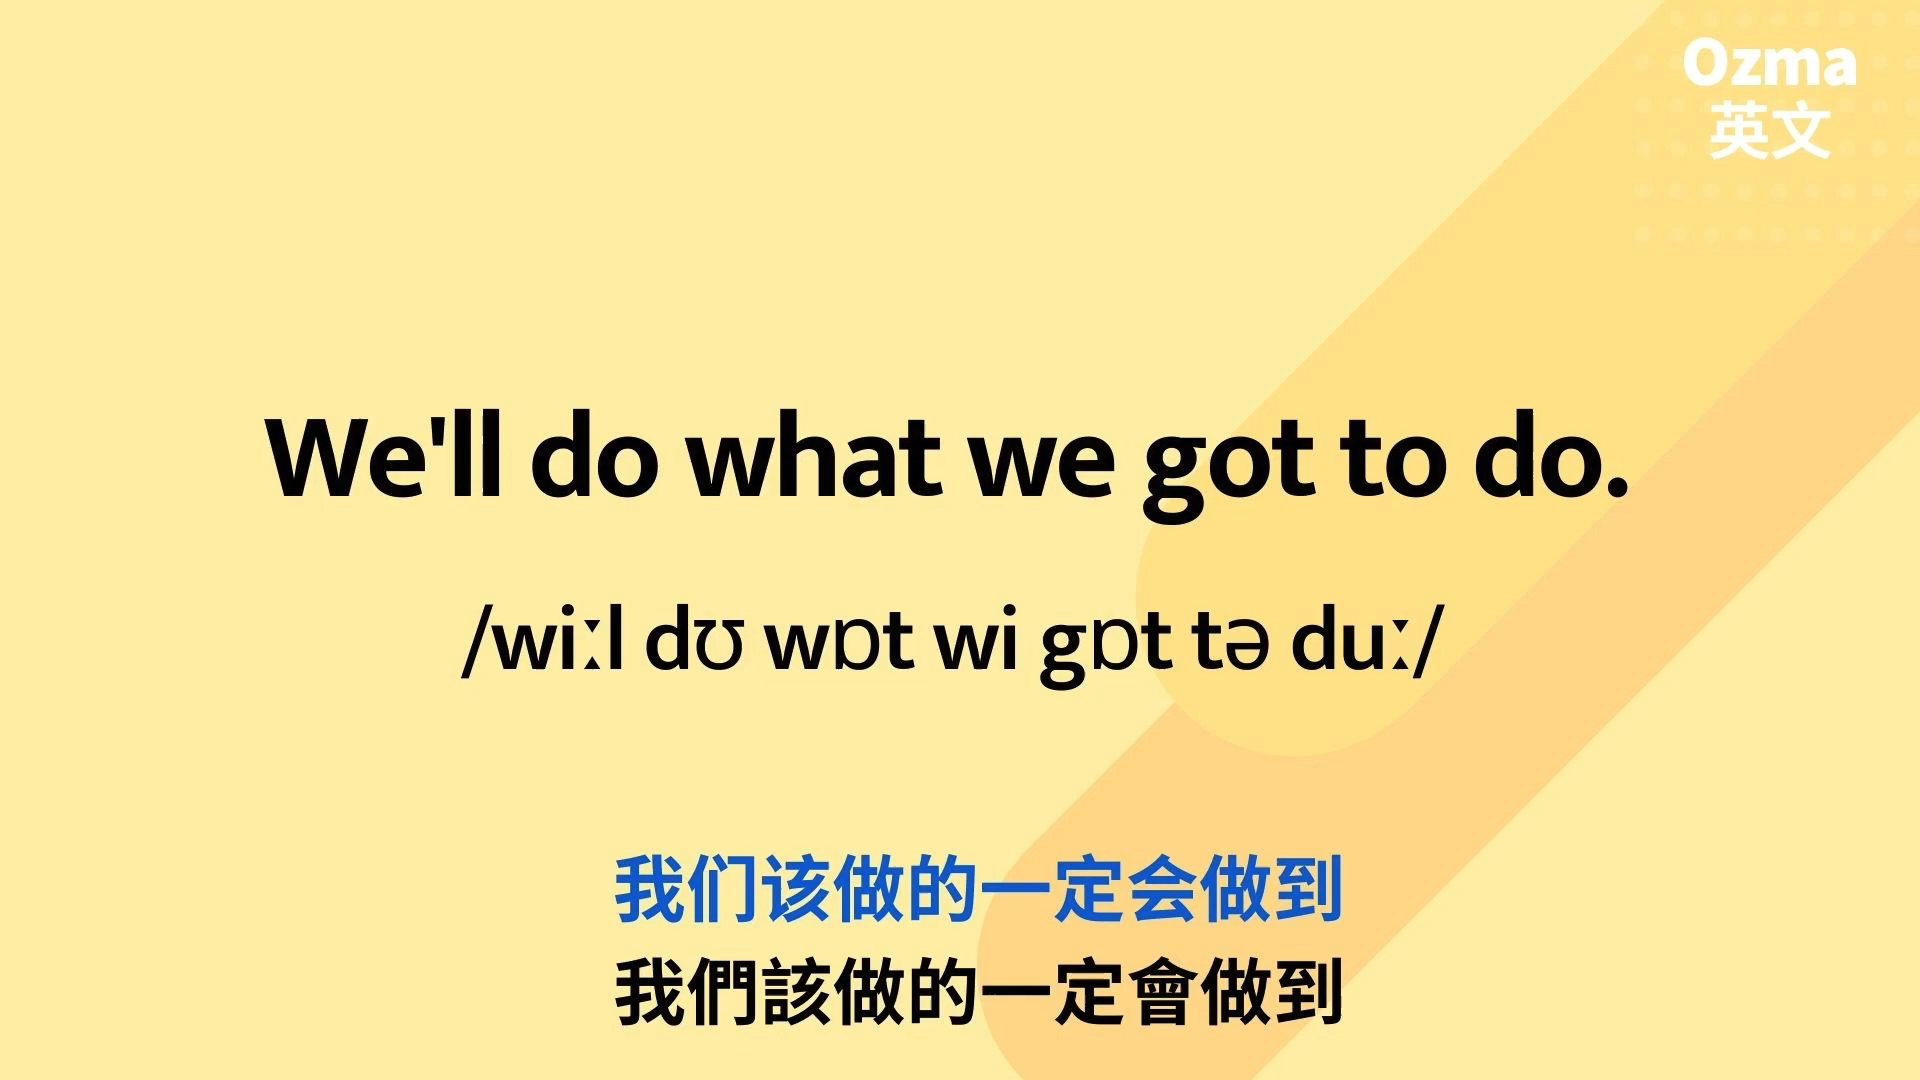 Ozma
英文
We'll do what we got to do.
/wiːl dʊ wɒt wi gɒt tə duː/
我们该做的一定会做到
我們該做的一定會做到